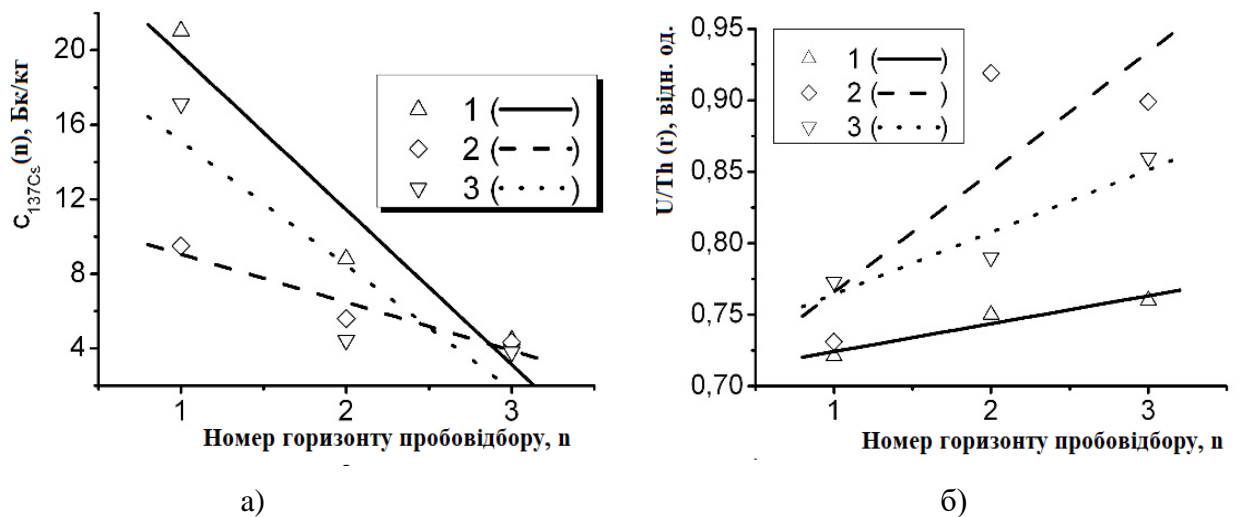 C137Cs(n), Бк/кг
20
16
12
8
4
1 ( )
2 ( )
3 ( )
1 2 3
Номер горизонту пробовідбору, n
а)
U/Th (r), відн. од.
0,95
0,90
0,85
0,80
0,75
0,70
1 ( )
2 ( )
3 ( )
1 2 3
Номер горизонту пробовідбору, n
б)